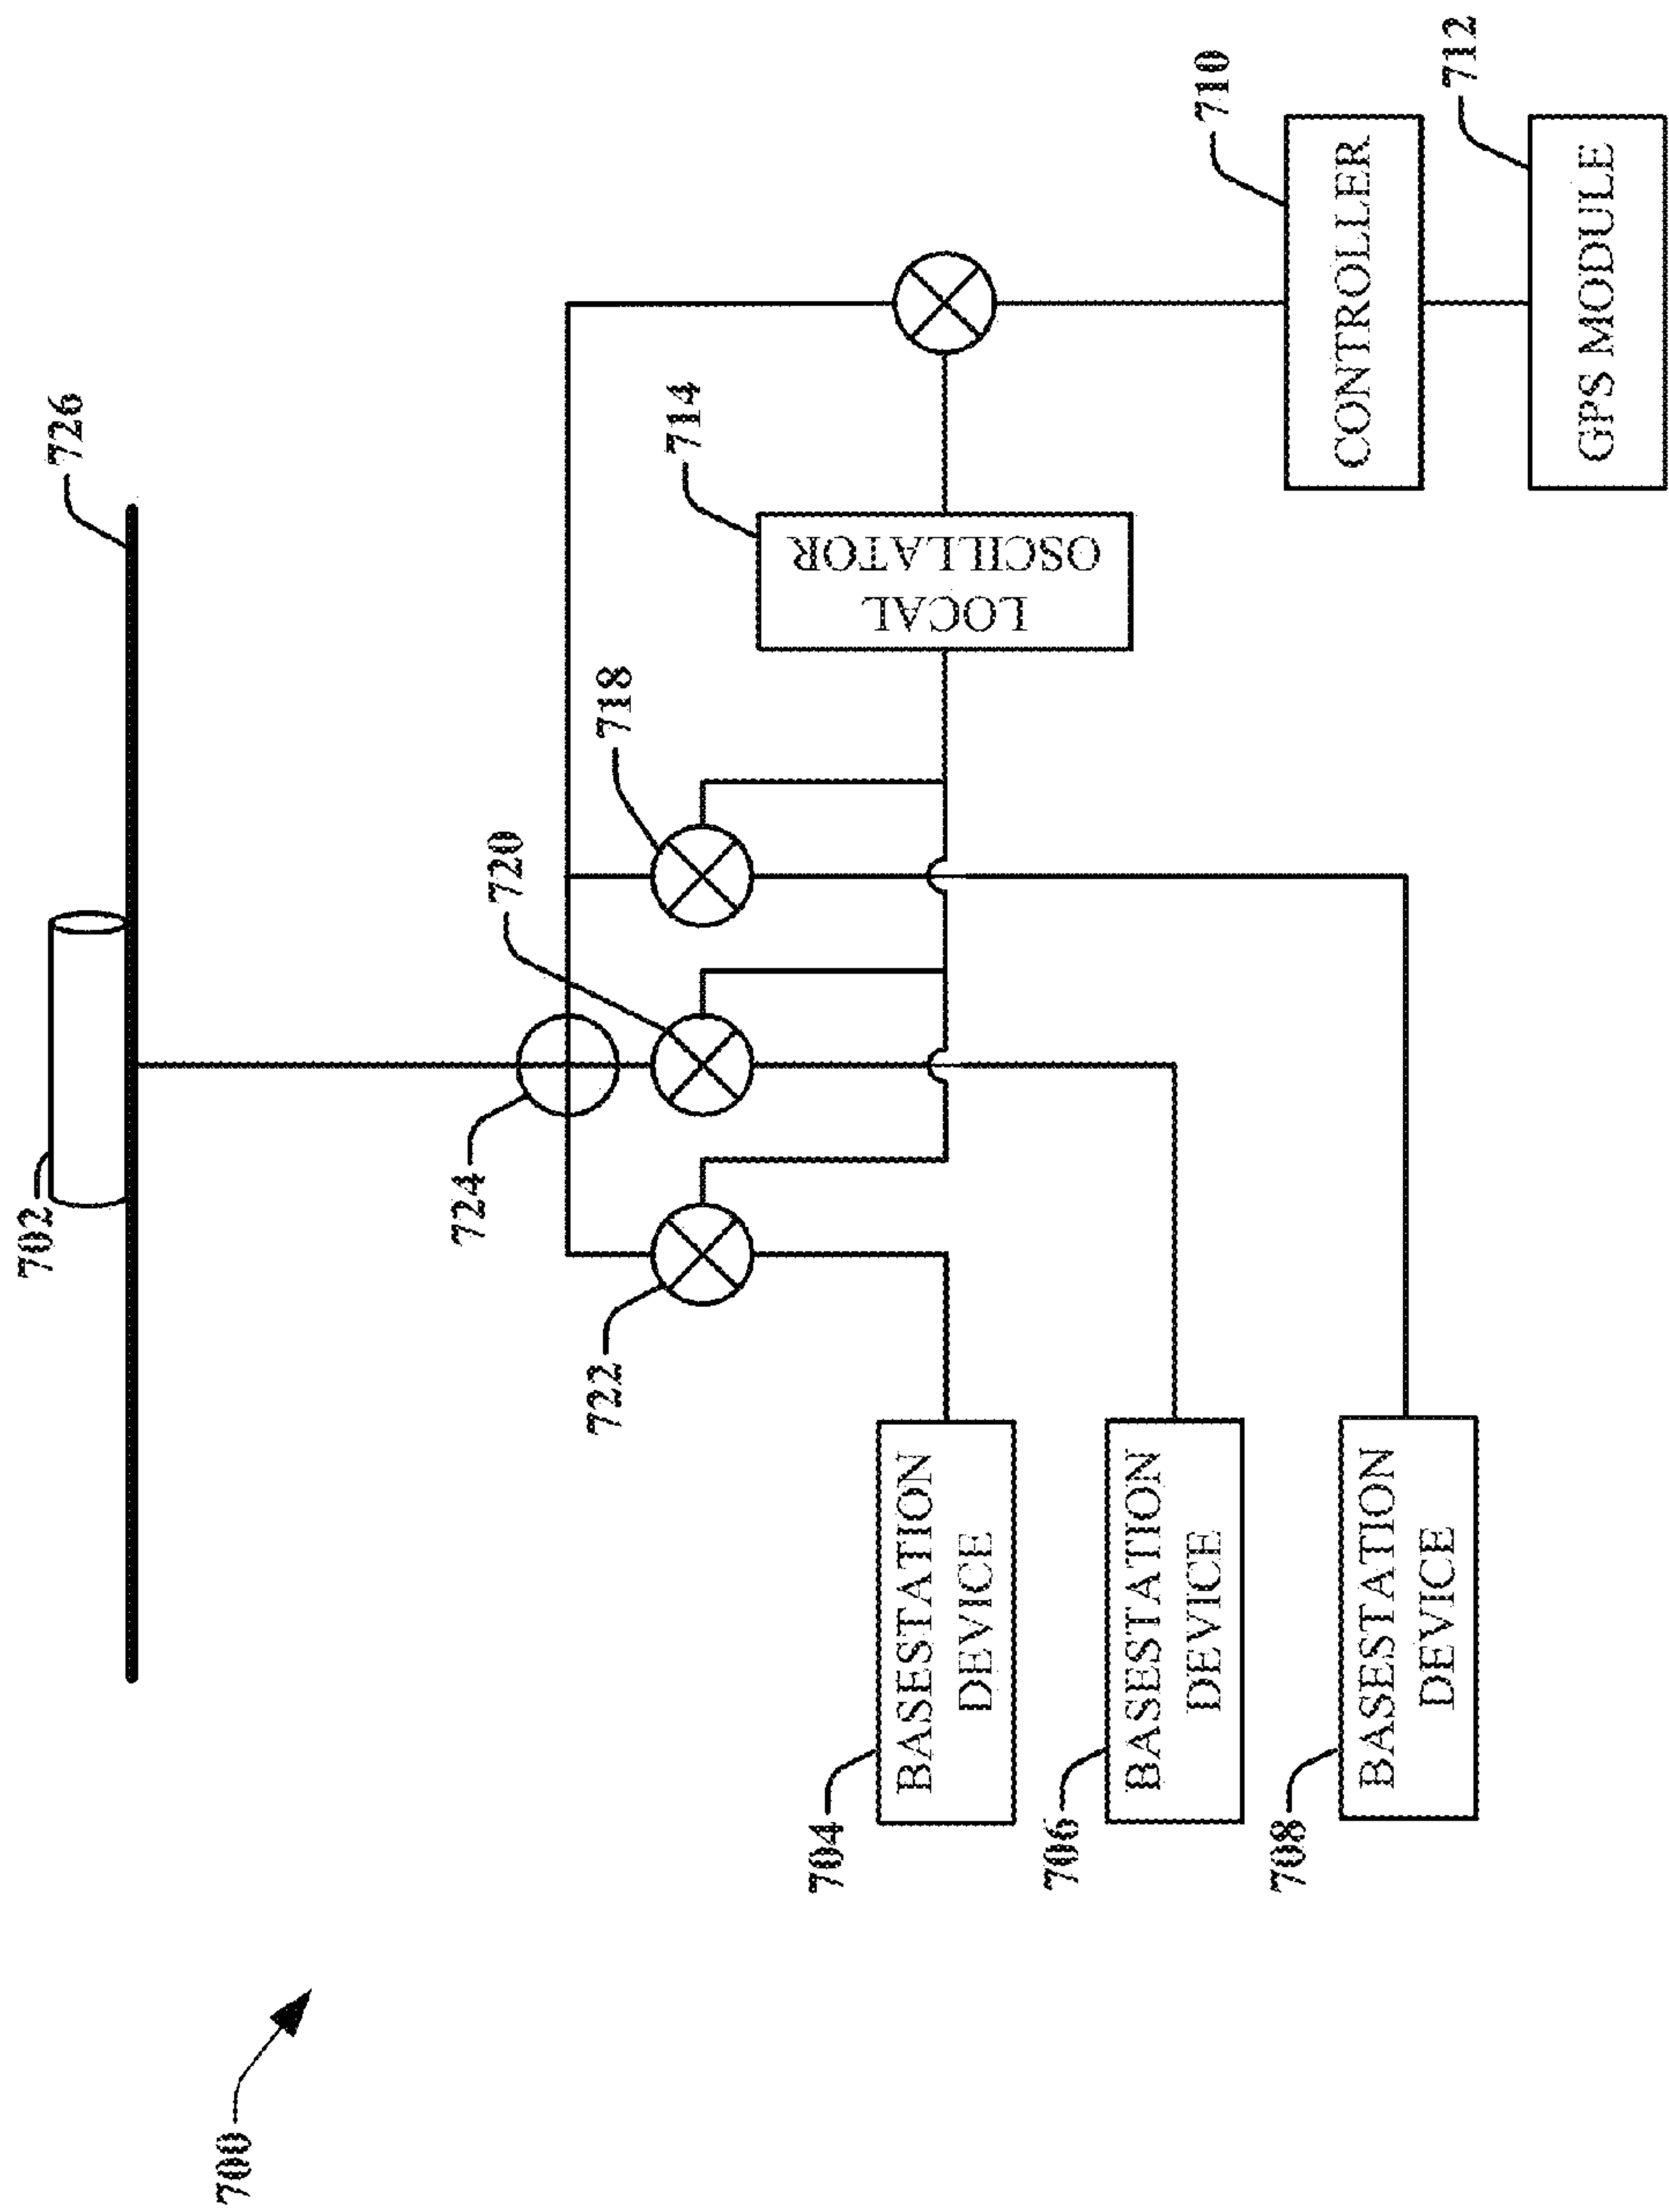 700
702
726
724
720
718
722
714
LOCAL
OSCILLATOR
710
CONTROLLER
712
GPS MODULE
704
BASESTATION
DEVICE
706
BASESTATION
DEVICE
708
BASESTATION
DEVICE